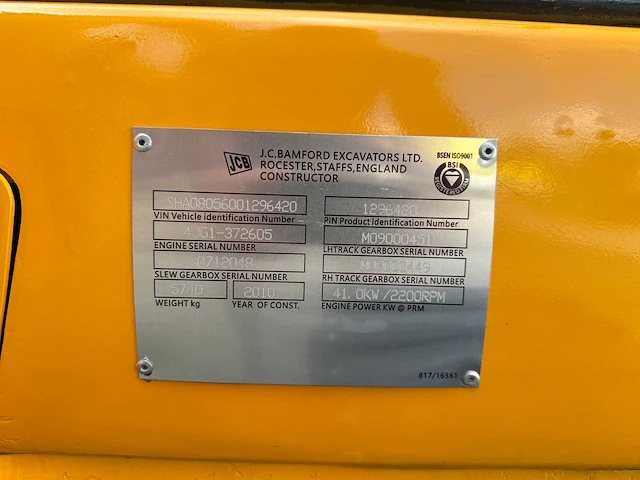 JCB
J.C.BAMFORD EXCAVATORS LTD.
ROCESTER,STAFFS,ENGLAND
CONSTRUCTOR
BSEN ISO9001
BSI
SHA08056001296420
1296420
VIN Vehicle identification Number
PIN Product Identification Number
4JG1-372605
M09000451
ENGINE SERIAL NUMBER
LHTRACK GEARBOX SERIAL NUMBER
0712048
SLEW GEARBOX SERIAL NUMBER
RH TRACK GEARBOX SERIAL NUMBER
5740
2010
41.0KW/2200RPM
WEIGHT kg
YEAR OF CONST.
ENGINE POWER KW @ PRM
817/16561